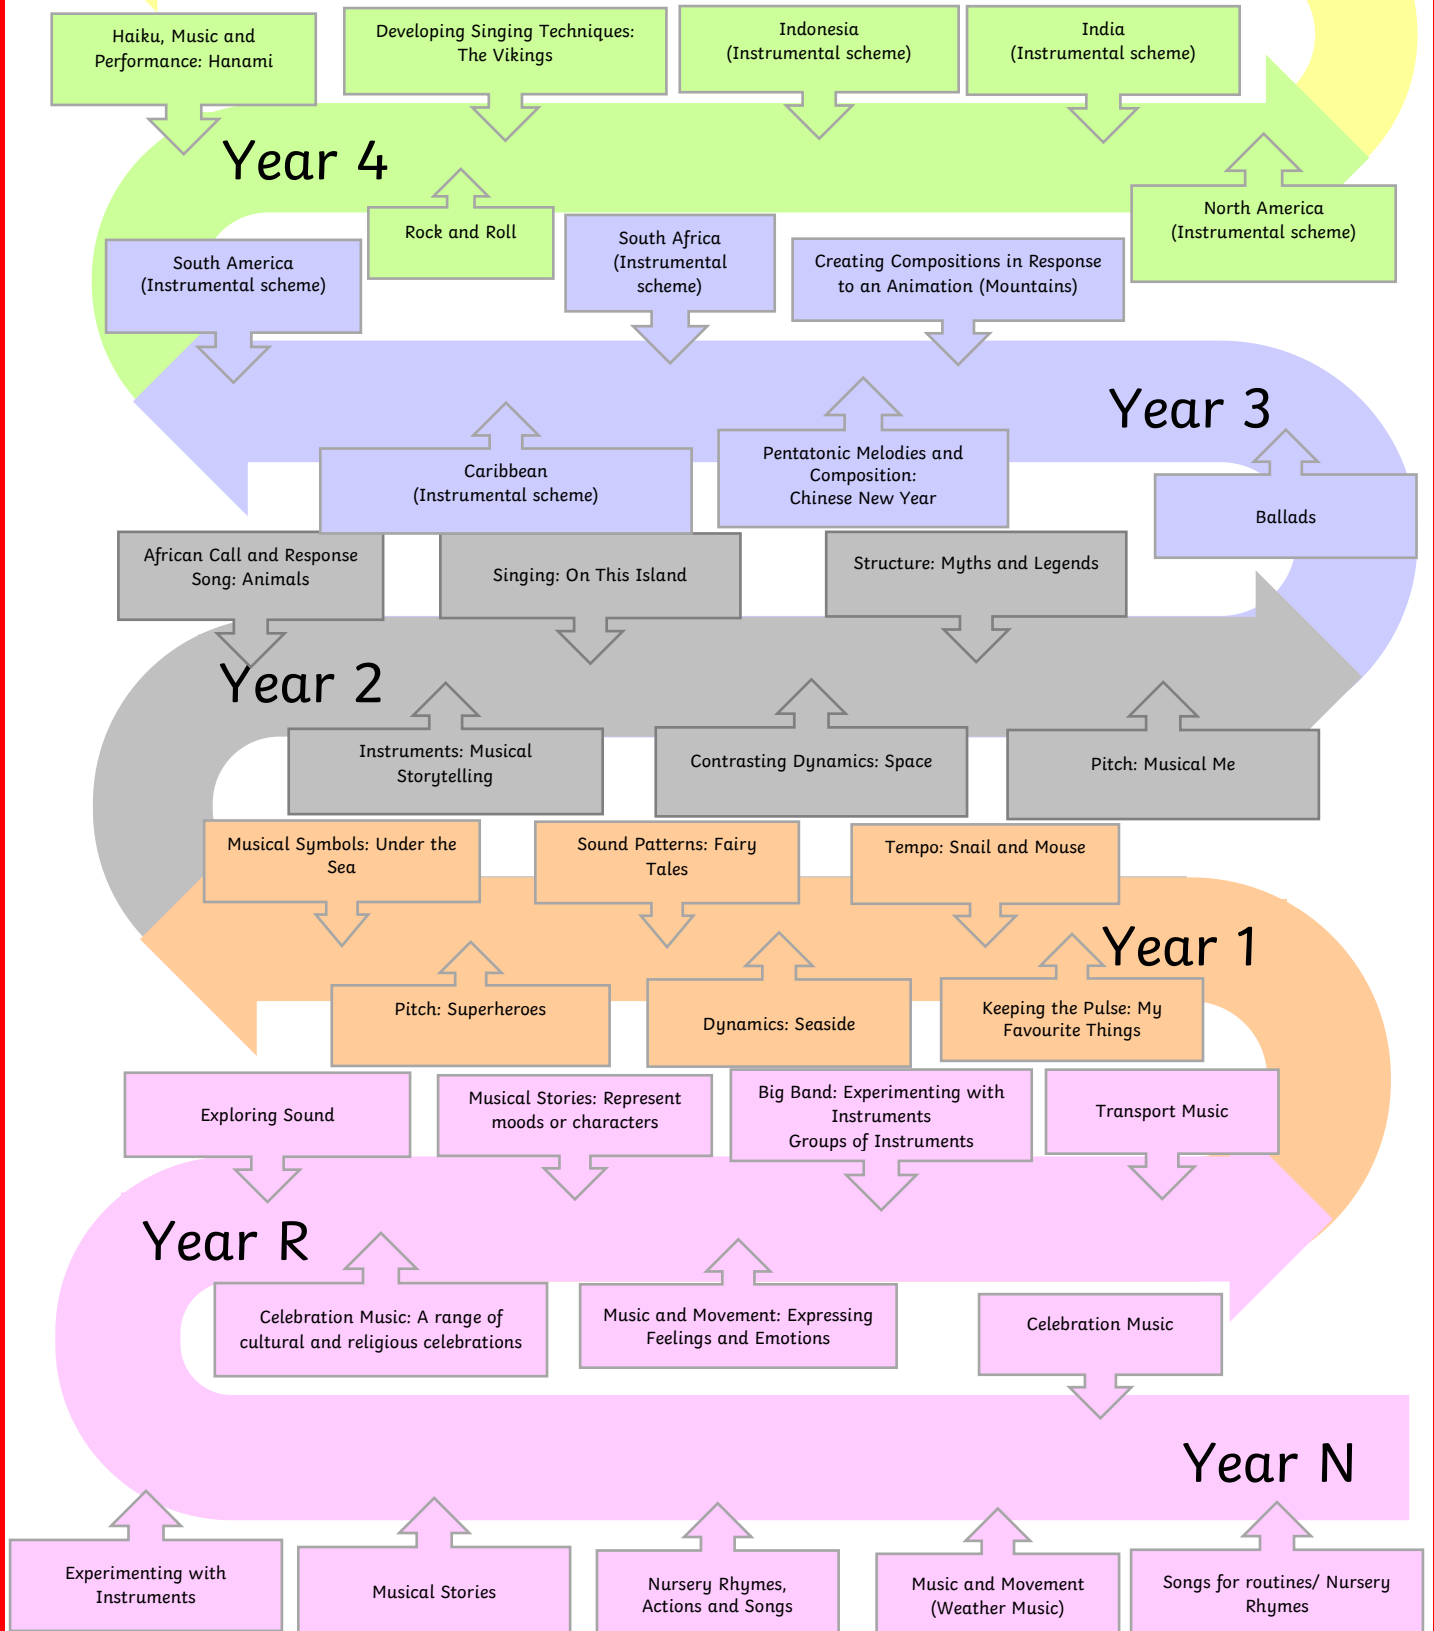 Haiku, Music and
Performance: Hanami
Developing Singing Techniques:
The Vikings
Indonesia
(Instrumental scheme)
India
(Instrumental scheme)
Year 4
Rock and Roll
North America
(Instrumental scheme)
South America
(Instrumental scheme)
South Africa
(Instrumental
scheme)
Creating Compositions in Response
to an Animation (Mountains)
Year 3
Caribbean
(Instrumental scheme)
Pentatonic Melodies and
Composition:
Chinese New Year
Ballads
African Call and Response
Song: Animals
Singing: On This Island
Structure: Myths and Legends
Year 2
Instruments: Musical
Storytelling
Contrasting Dynamics: Space
Pitch: Musical Me
Musical Symbols: Under the
Sea
Sound Patterns: Fairy
Tales
Tempo: Snail and Mouse
Year 1
Pitch: Superheroes
Dynamics: Seaside
Keeping the Pulse: My
Favourite Things
Exploring Sound
Musical Stories: Represent
moods or characters
Big Band: Experimenting with
Instruments
Groups of Instruments
Transport Music
Year R
Celebration Music: A range of
cultural and religious celebrations
Music and Movement: Expressing
Feelings and Emotions
Celebration Music
Year N
Experimenting with
Instruments
Musical Stories
Nursery Rhymes,
Actions and Songs
Music and Movement
(Weather Music)
Songs for routines/ Nursery
Rhymes